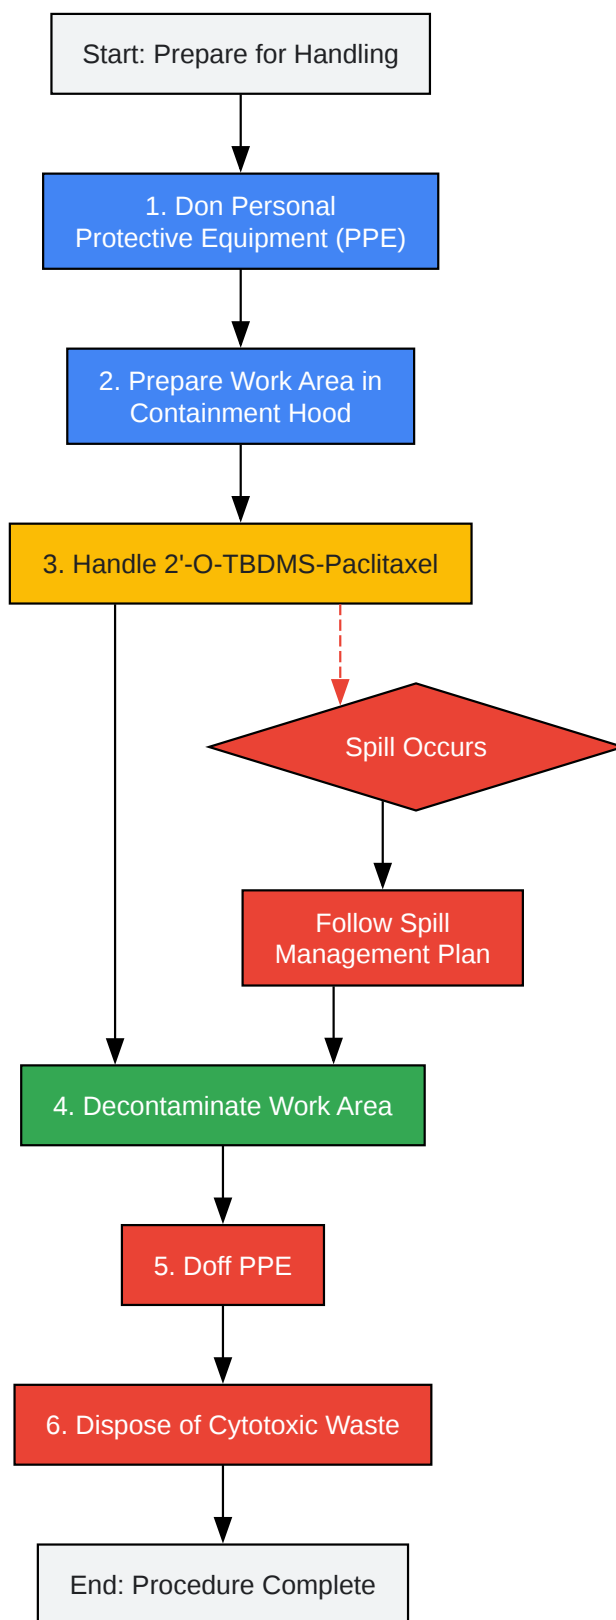 Start: Prepare for Handling
1. Don Personal
Protective Equipment (PPE)
2. Prepare Work Area in
Containment Hood
3. Handle 2'-O-TBDMS-Paclitaxel
Spill Occurs
Follow Spill
Management Plan
4. Decontaminate Work Area
5. Doff PPE
6. Dispose of Cytotoxic Waste
End: Procedure Complete